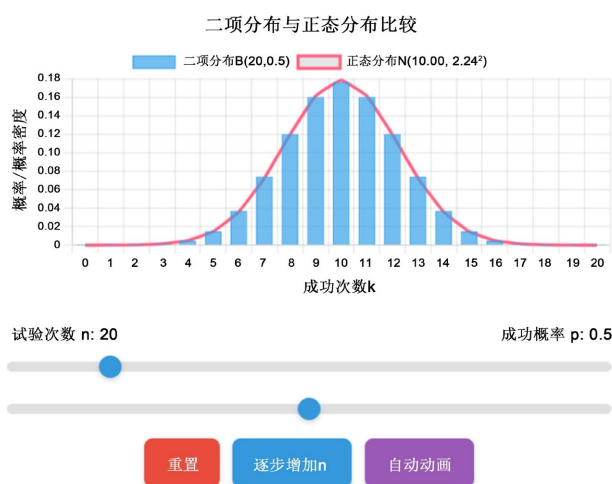 二项分布与正态分布比较
二项分布B(20,0.5) 正态分布N(10.00, 2.24²)
概率/概率密度
0.18
0.16
0.14
0.12
0.10
0.08
0.06
0.04
0.02
0
0 1 2 3 4 5 6 7 8 9 10 11 12 13 14 15 16 17 18 19 20
成功次数k
试验次数 n: 20 成功概率 p: 0.5
重置 逐步增加n 自动动画